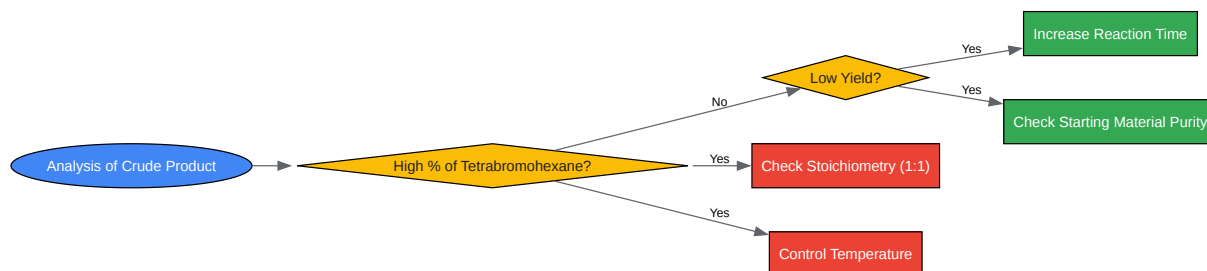 Analysis of Crude Product
High % of Tetrabromohexane?
No
Low Yield?
Yes
Increase Reaction Time
Yes
Check Starting Material Purity
Yes
Check Stoichiometry (1:1)
Yes
Control Temperature